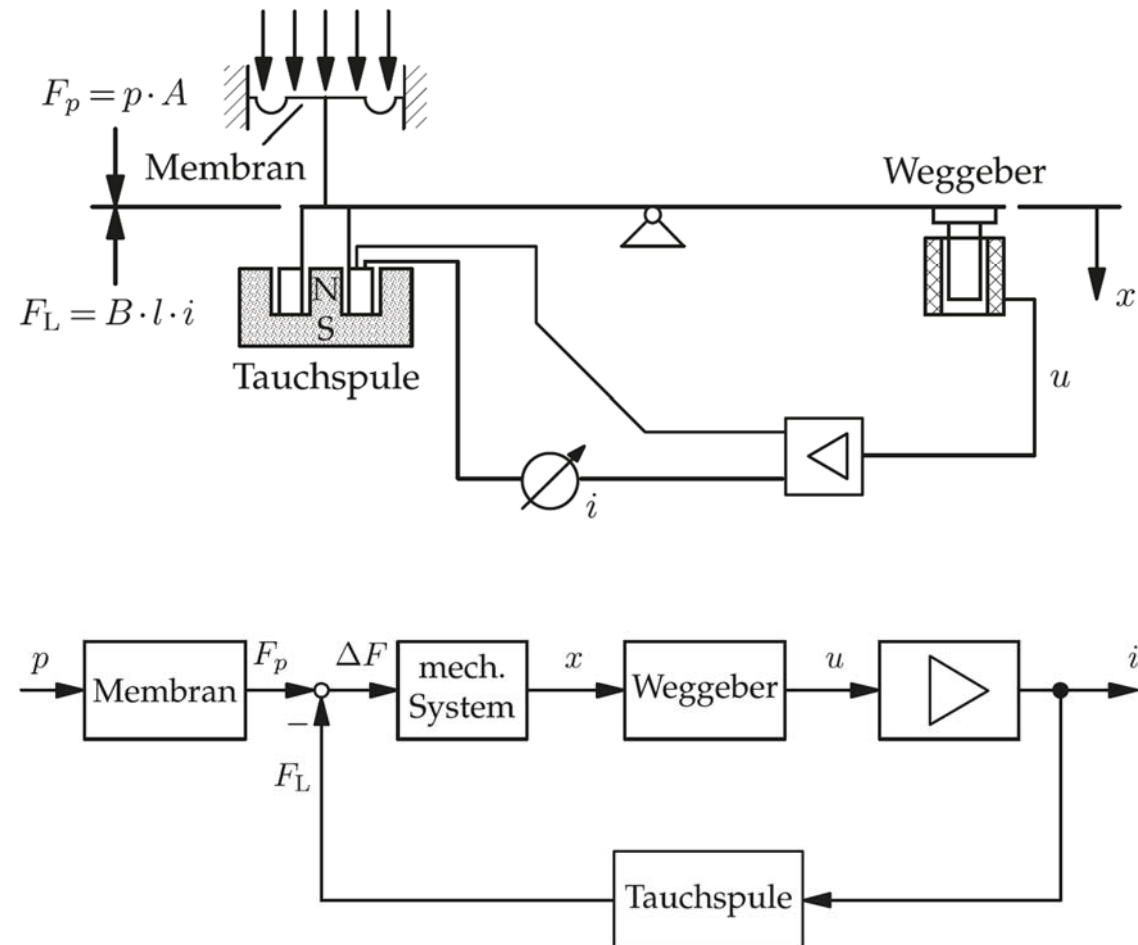 F_p = p · A
Membran
Weggeber
F_L = B · l · i
N
S
x
Tauchspule
u
i
p
Membran
F_p
ΔF
mech.
System
x
Weggeber
u
i
−
F_L
Tauchspule